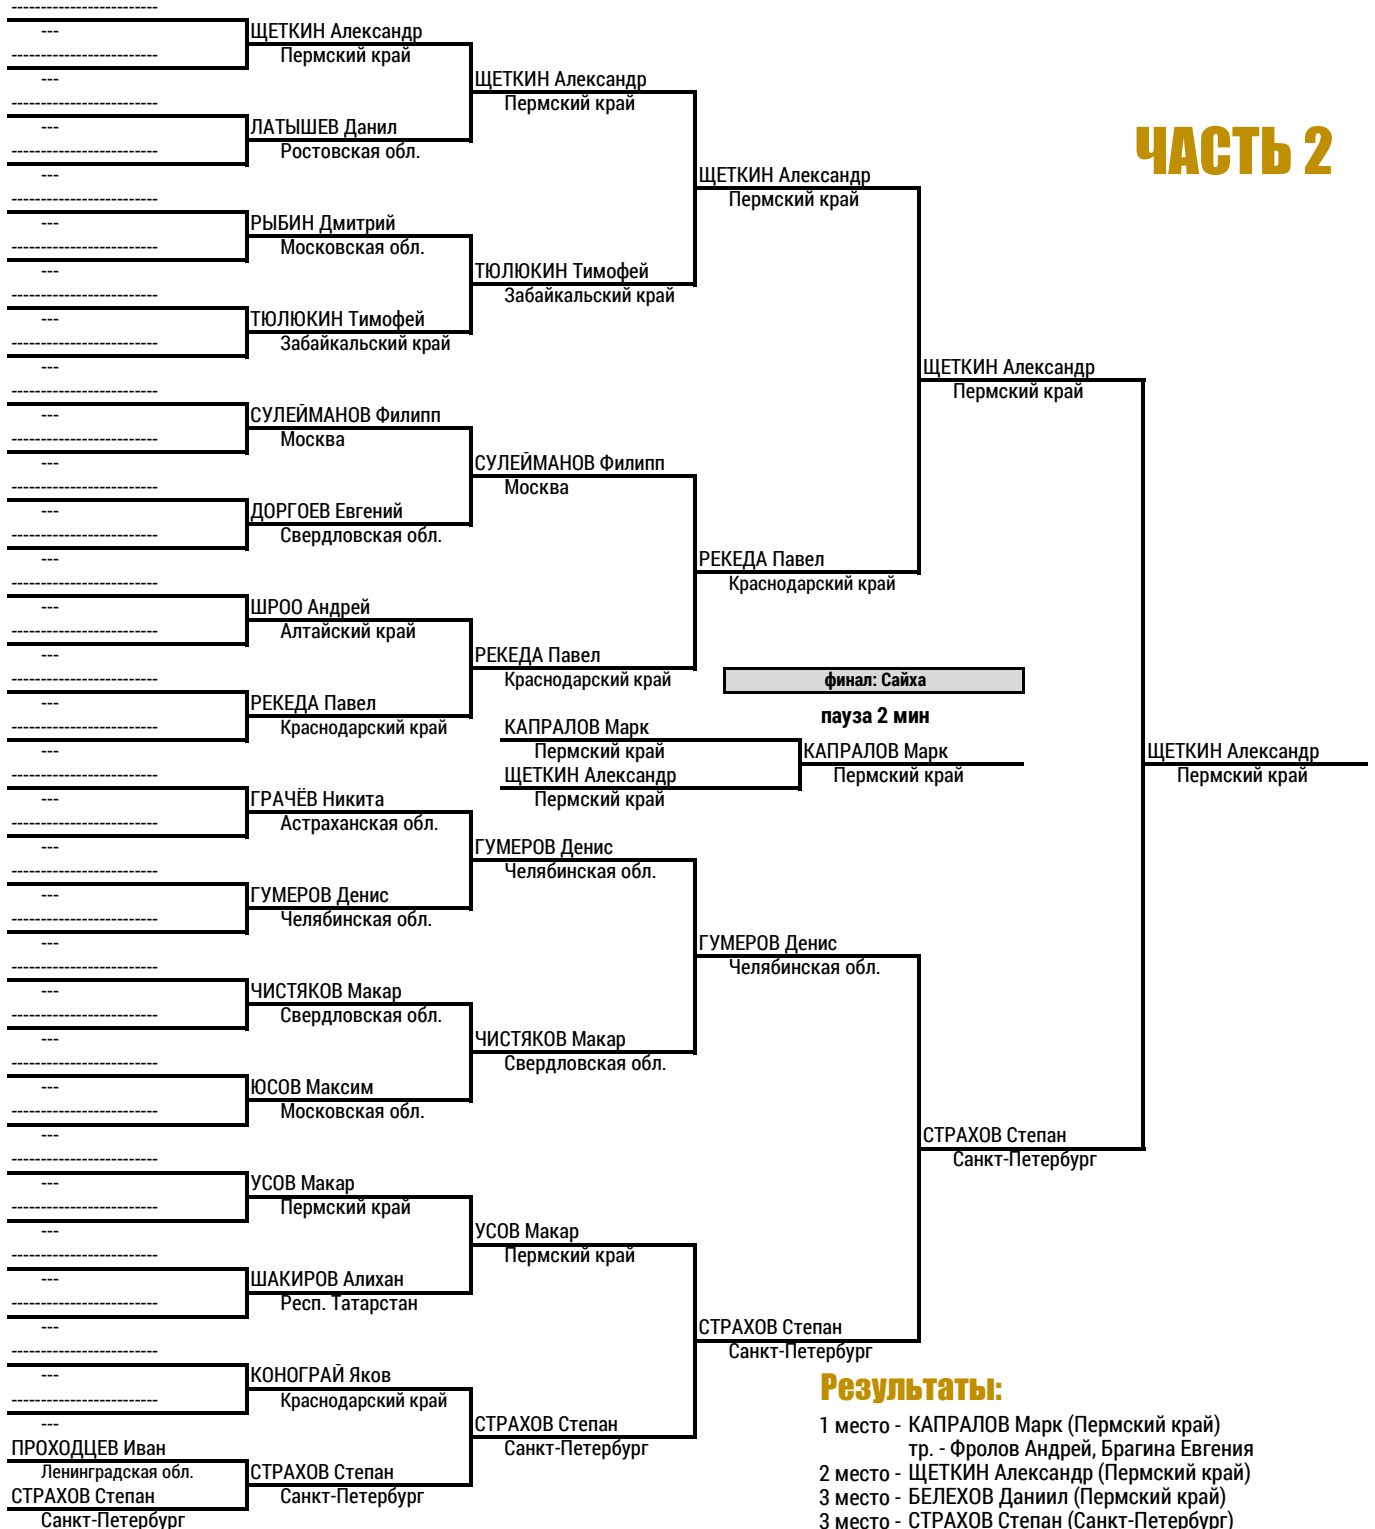 -------------------------
---
-------------------------
---
-------------------------
---
-------------------------
---
-------------------------
---
-------------------------
---
-------------------------
---
-------------------------
---
-------------------------
---
-------------------------
---
-------------------------
---
-------------------------
---
-------------------------
---
-------------------------
---
-------------------------
---
-------------------------
---
-------------------------
---
-------------------------
---
-------------------------
---
-------------------------
---
-------------------------
---
-------------------------
---
-------------------------
---
-------------------------
---
-------------------------
---
-------------------------
---
-------------------------
---
-------------------------
---
-------------------------
---
-------------------------
---
ПРОХОДЦЕВ Иван
Ленинградская обл.
СТРАХОВ Степан
Санкт-Петербург
ЩЕТКИН Александр
Пермский край
ЛАТЫШЕВ Данил
Ростовская обл.
РЫБИН Дмитрий
Московская обл.
ТЮЛЮКИН Тимофей
Забайкальский край
СУЛЕЙМАНОВ Филипп
Москва
ДОРГОЕВ Евгений
Свердловская обл.
ШРОО Андрей
Алтайский край
РЕКЕДА Павел
Краснодарский край
ГРАЧЁВ Никита
Астраханская обл.
ГУМЕРОВ Денис
Челябинская обл.
ЧИСТЯКОВ Макар
Свердловская обл.
ЮСОВ Максим
Московская обл.
УСОВ Макар
Пермский край
ШАКИРОВ Алихан
Респ. Татарстан
КОНОГРАЙ Яков
Краснодарский край
СТРАХОВ Степан
Санкт-Петербург
ЩЕТКИН Александр
Пермский край
ТЮЛЮКИН Тимофей
Забайкальский край
СУЛЕЙМАНОВ Филипп
Москва
РЕКЕДА Павел
Краснодарский край
ГУМЕРОВ Денис
Челябинская обл.
ЧИСТЯКОВ Макар
Свердловская обл.
УСОВ Макар
Пермский край
СТРАХОВ Степан
Санкт-Петербург
ЩЕТКИН Александр
Пермский край
РЕКЕДА Павел
Краснодарский край
ГУМЕРОВ Денис
Челябинская обл.
СТРАХОВ Степан
Санкт-Петербург
ЩЕТКИН Александр
Пермский край
СТРАХОВ Степан
Санкт-Петербург
ЩЕТКИН Александр
Пермский край
ЧАСТЬ 2
финал: Сайха
пауза 2 мин
КАПРАЛОВ Марк
Пермский край
ЩЕТКИН Александр
Пермский край
КАПРАЛОВ Марк
Пермский край
Результаты:
1 место - КАПРАЛОВ Марк (Пермский край)
тр. - Фролов Андрей, Брагина Евгения
2 место - ЩЕТКИН Александр (Пермский край)
3 место - БЕЛЕХОВ Даниил (Пермский край)
3 место - СТРАХОВ Степан (Санкт-Петербург)